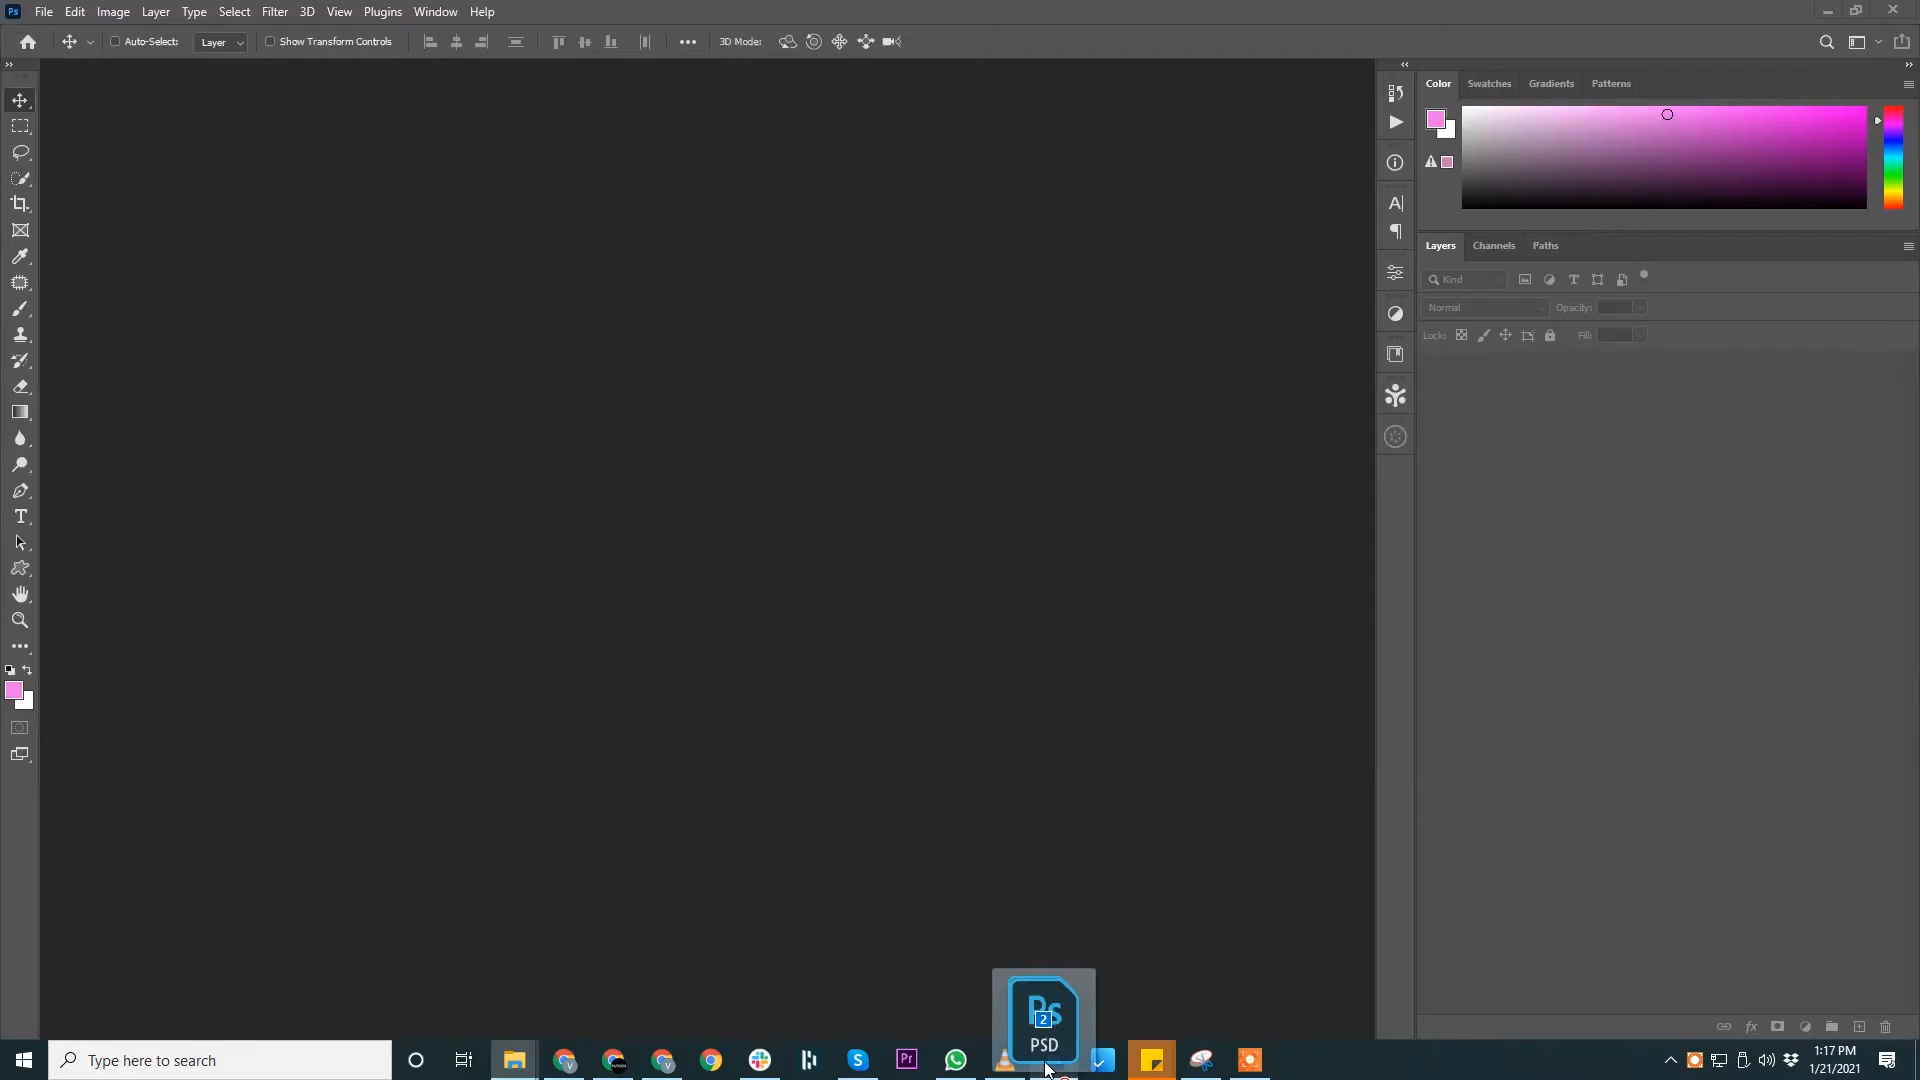 Ps File Edit Image Layer Type Select Filter 3D View Plugins Window Help
Auto-Select: Layer Show Transform Controls 3D Mode:
Color Swatches Gradients Patterns
Layers Channels Paths
Kind
Normal Opacity:
Lock: Fill:
Ps
2
PSD
Type here to search
Pr
1:17 PM
1/21/2021